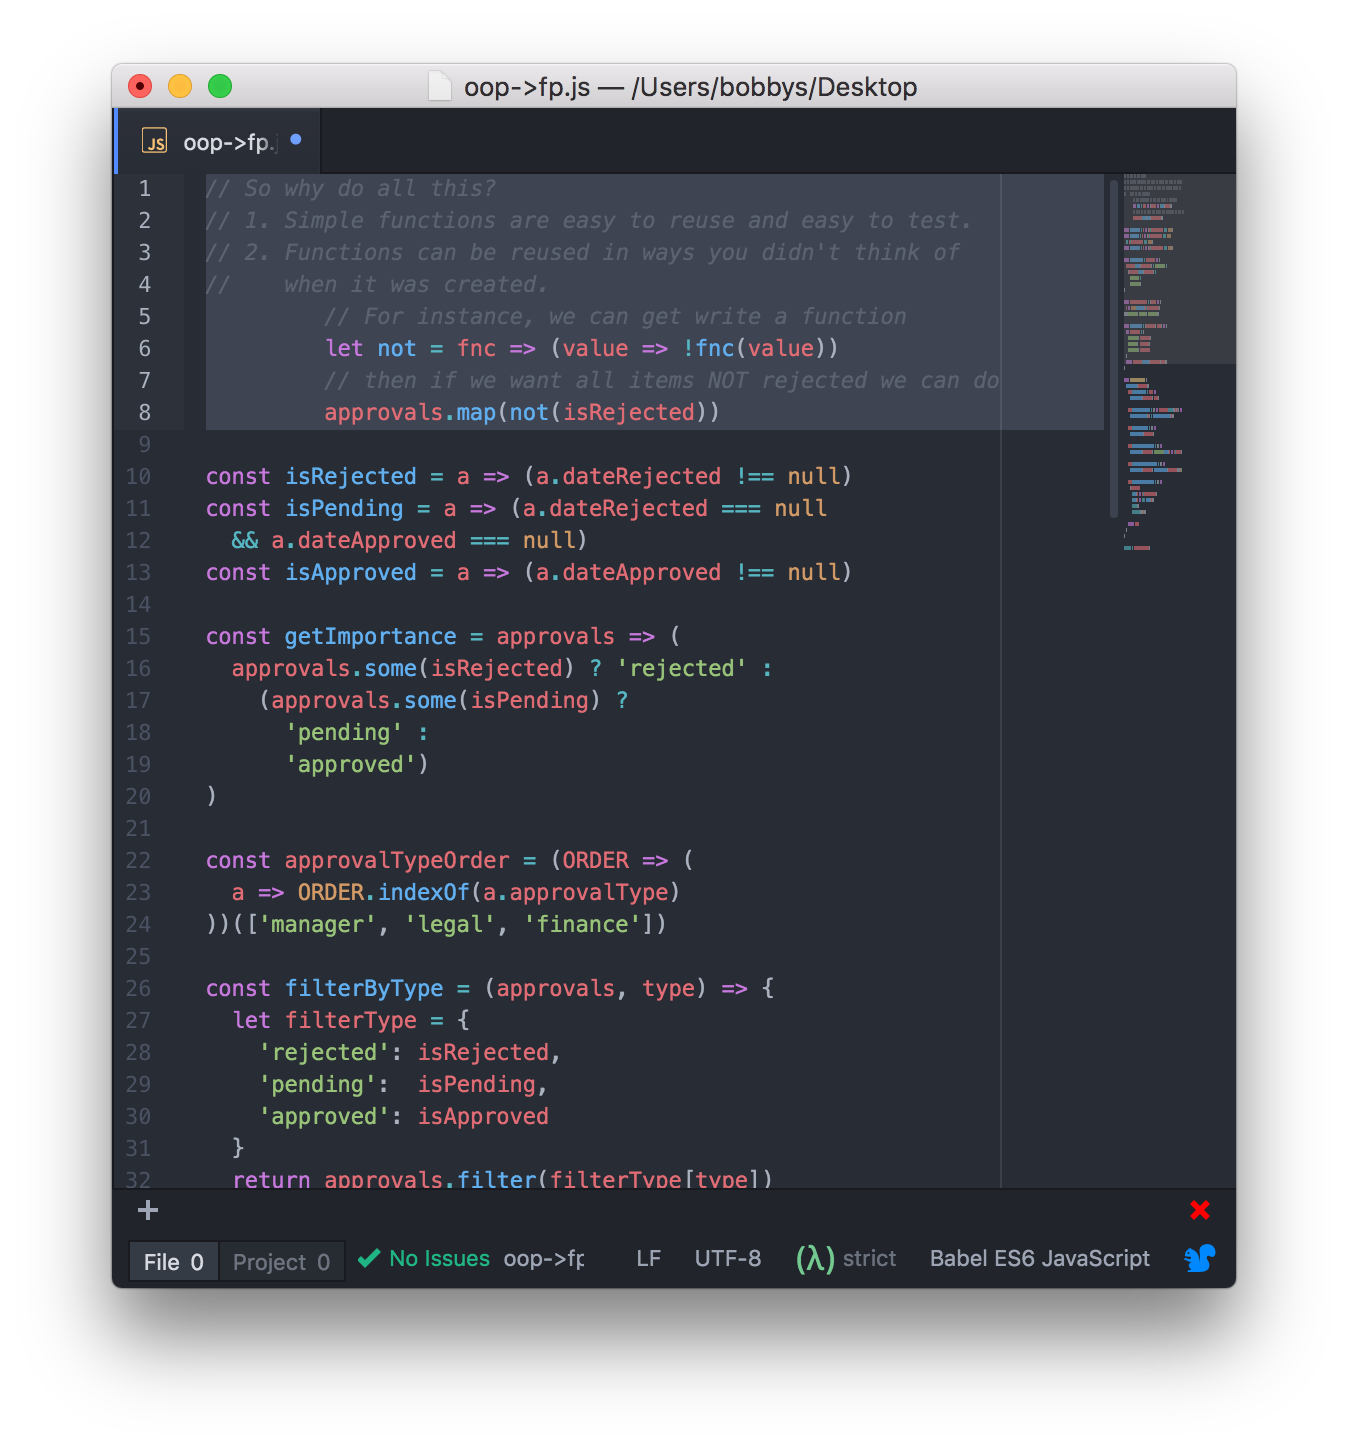 oop->fp.js — /Users/bobbys/Desktop
JS oop->fp.j
1 // So why do all this?
2 // 1. Simple functions are easy to reuse and easy to test.
3 // 2. Functions can be reused in ways you didn't think of
4 //    when it was created.
5          // For instance, we can get write a function
6          let not = fnc => (value => !fnc(value))
7          // then if we want all items NOT rejected we can do
8          approvals.map(not(isRejected))
9
10 const isRejected = a => (a.dateRejected !== null)
11 const isPending = a => (a.dateRejected === null
12   && a.dateApproved === null)
13 const isApproved = a => (a.dateApproved !== null)
14
15 const getImportance = approvals => (
16   approvals.some(isRejected) ? 'rejected' :
17     (approvals.some(isPending) ?
18       'pending' :
19       'approved')
20 )
21
22 const approvalTypeOrder = (ORDER => (
23   a => ORDER.indexOf(a.approvalType)
24 ))(['manager', 'legal', 'finance'])
25
26 const filterByType = (approvals, type) => {
27   let filterType = {
28     'rejected': isRejected,
29     'pending':  isPending,
30     'approved': isApproved
31   }
32   return approvals.filter(filterType[type])
File 0 Project 0 No Issues oop->fp LF UTF-8 (λ) strict Babel ES6 JavaScript